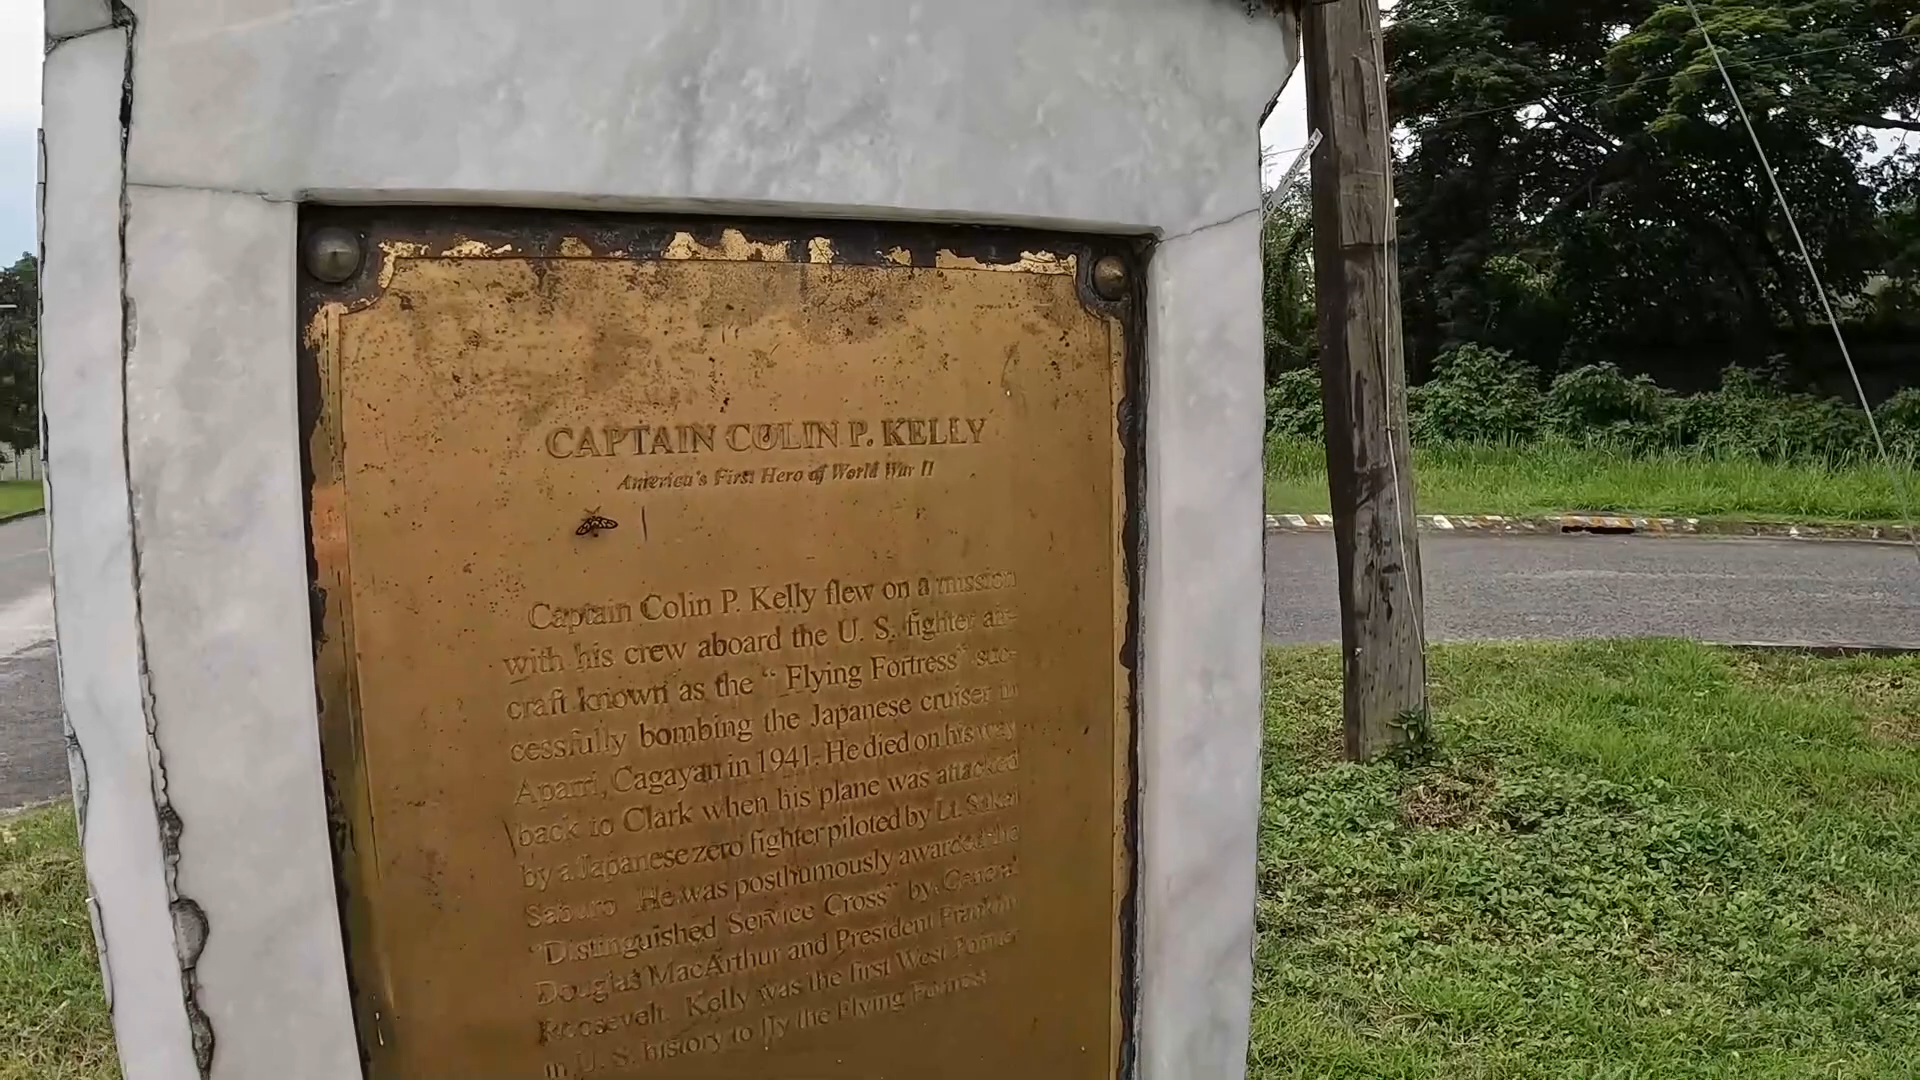 CAPTAIN COLIN P. KELLY
America's First Hero of World War II
Captain Colin P. Kelly flew on a mission
with his crew aboard the U. S. fighter air-
craft known as the " Flying Fortress" suc-
cessfully bombing the Japanese cruiser in
Aparri, Cagayan in 1941. He died on his way
back to Clark when his plane was attacked
by a Japanese zero fighter piloted by Lt. Sakai
Saburo. He was posthumously awarded the
"Distinguished Service Cross" by General
Douglas MacArthur and President Franklin
Roosevelt. Kelly was the first West Pointer
in U. S. history to fly the Flying Fortress.